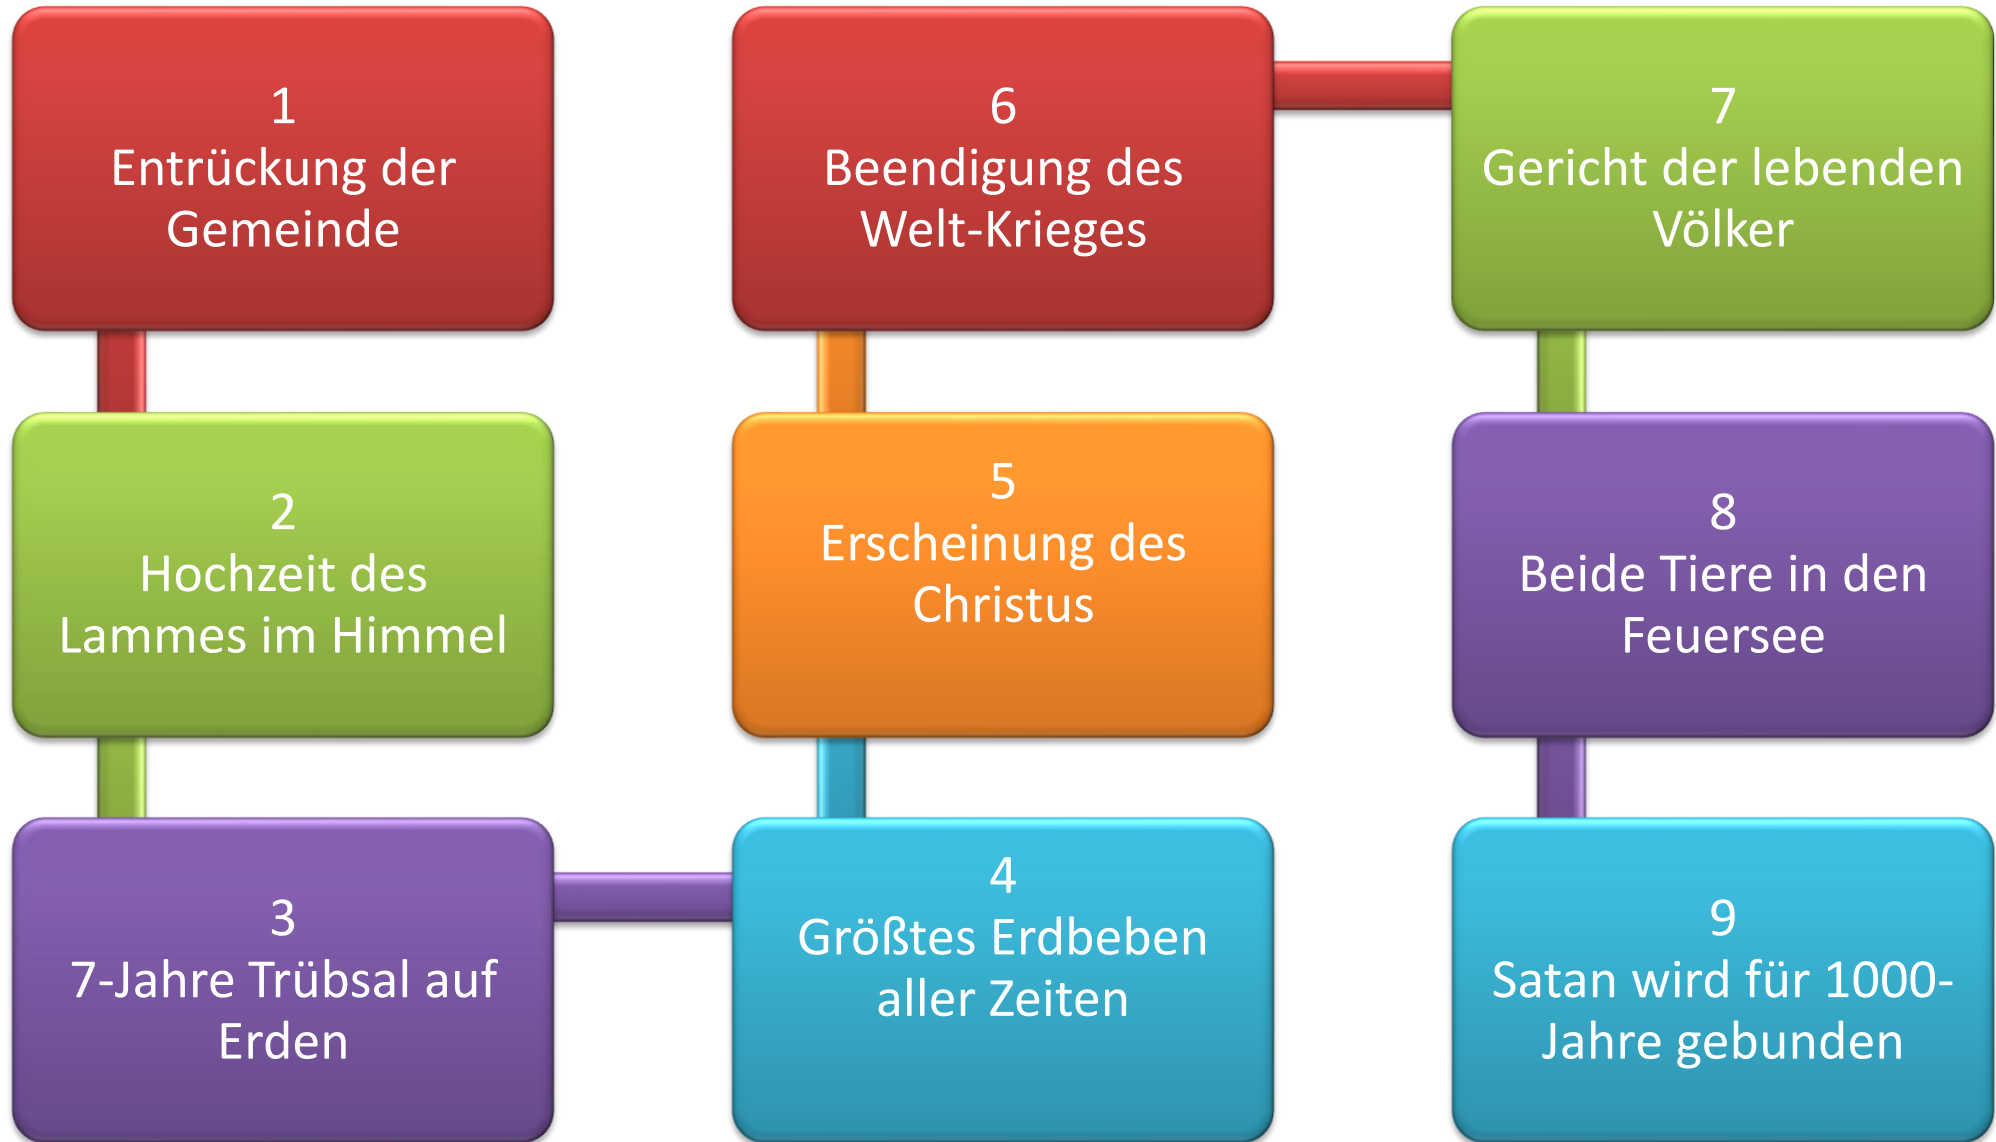 1
Entrückung der
Gemeinde
2
Hochzeit des
Lammes im Himmel
3
7-Jahre Trübsal auf
Erden
4
Größtes Erdbeben
aller Zeiten
5
Erscheinung des
Christus
6
Beendigung des
Welt-Krieges
7
Gericht der lebenden
Völker
8
Beide Tiere in den
Feuersee
9
Satan wird für 1000-
Jahre gebunden